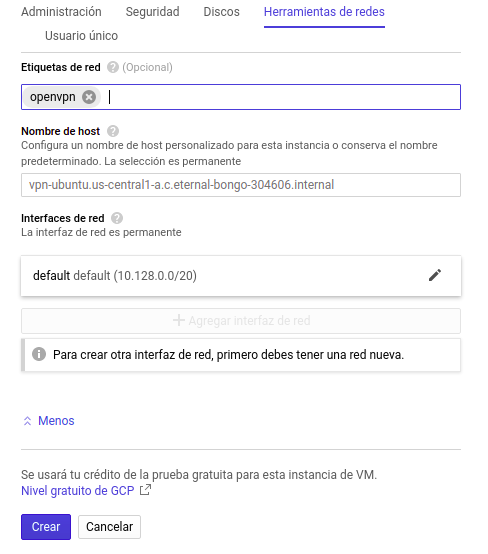 Administración Seguridad Discos Herramientas de redes
Usuario único
Etiquetas de red (Opcional)
openvpn
Nombre de host
Configura un nombre de host personalizado para esta instancia o conserva el nombre
predeterminado. La selección es permanente
vpn-ubuntu.us-central1-a.c.eternal-bongo-304606.internal
Interfaces de red
La interfaz de red es permanente
default default (10.128.0.0/20)
Agregar interfaz de red
Para crear otra interfaz de red, primero debes tener una red nueva.
Menos
Se usará tu crédito de la prueba gratuita para esta instancia de VM.
Nivel gratuito de GCP
Crear Cancelar